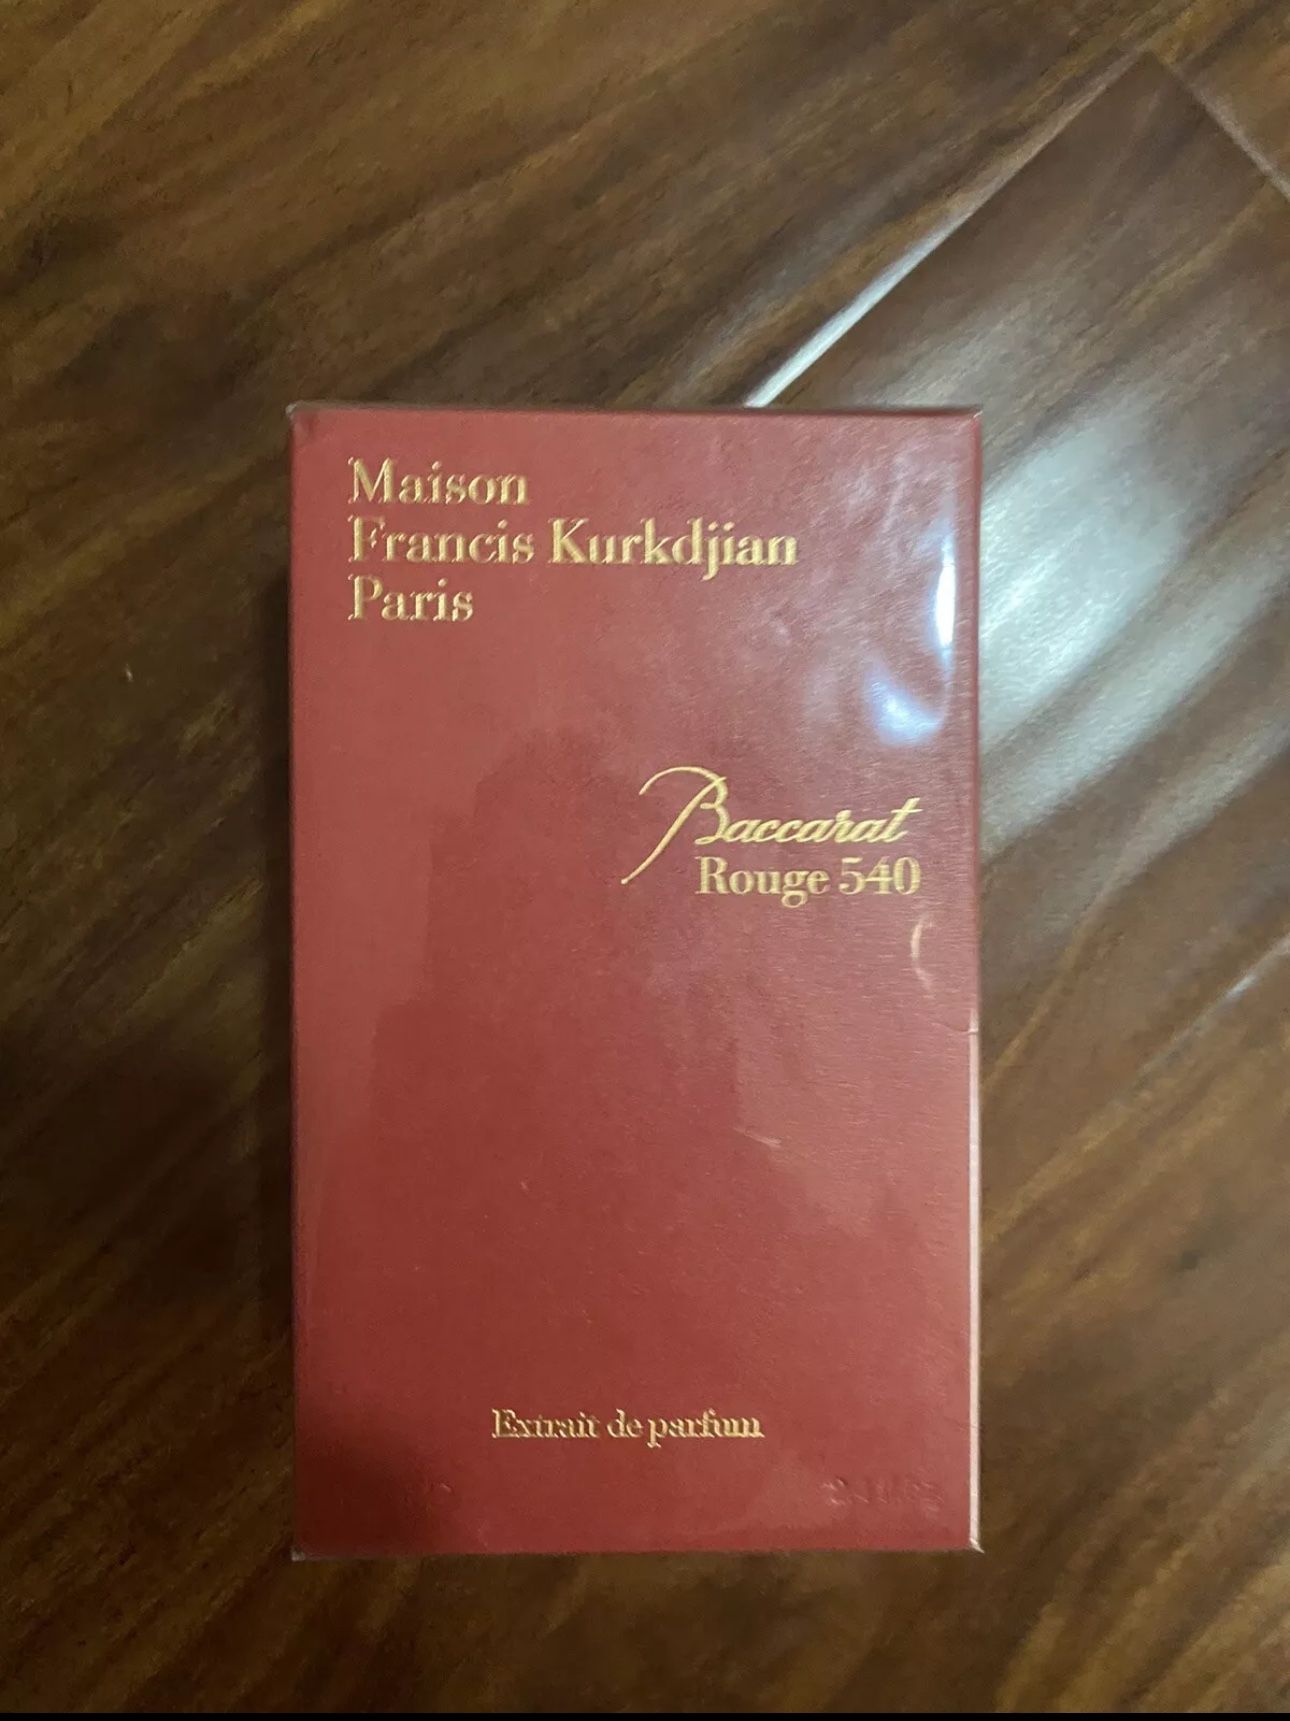 Maison
Francis Kurkdjian
Paris
Baccarat
Rouge 540
Extrait de parfum